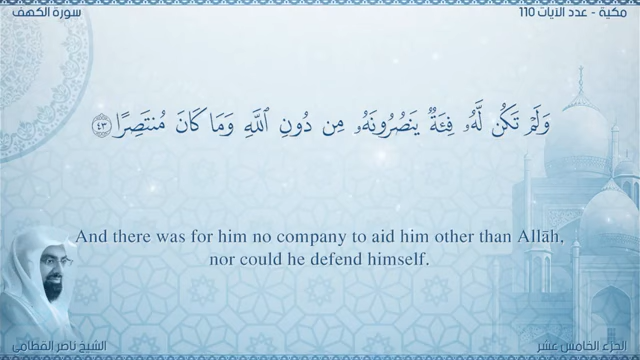 مكية - عدد الآيات 110
سورة الكهف
وَلَمْ تَكُن لَّهُۥ فِئَةٌ يَنصُرُونَهُۥ مِن دُونِ ٱللَّهِ وَمَا كَانَ مُنتَصِرًا ٤٣
And there was for him no company to aid him other than Allāh,
nor could he defend himself.
الجزء الخامس عشر
الشيخ ناصر القطامي